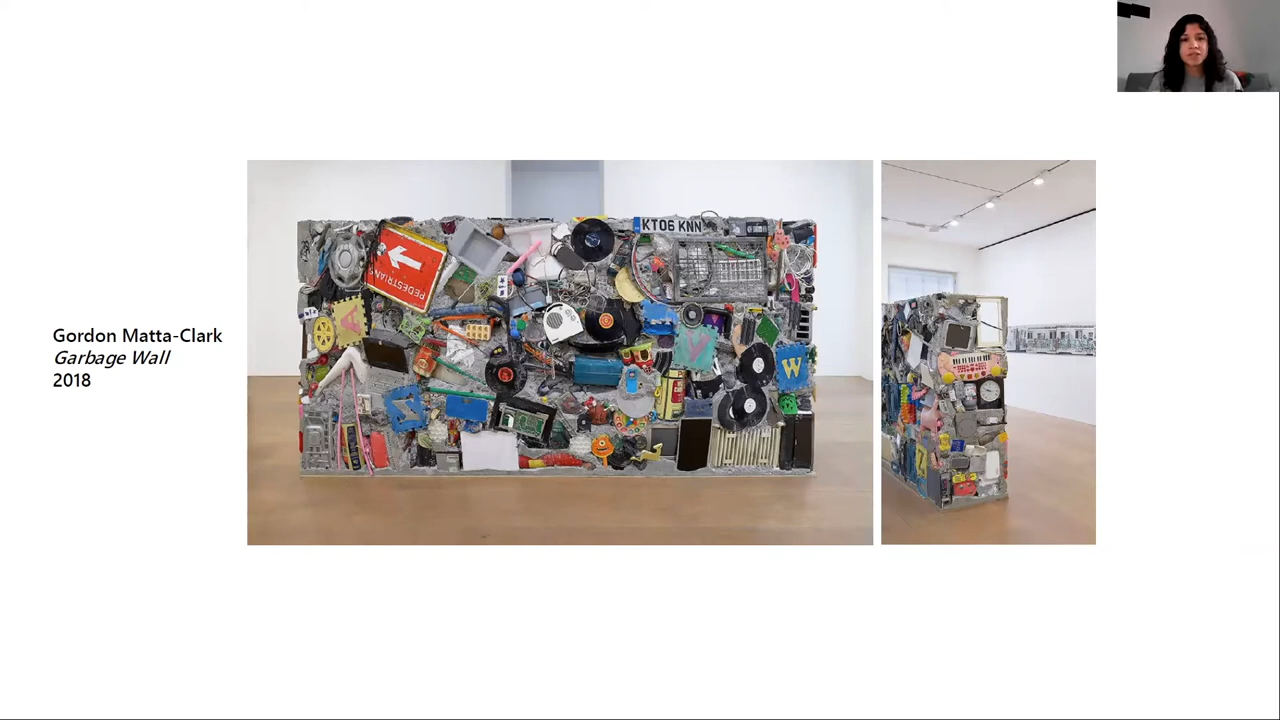 Gordon Matta-Clark
Garbage Wall
2018
KT06 KNN
PEDESTRIANS
W